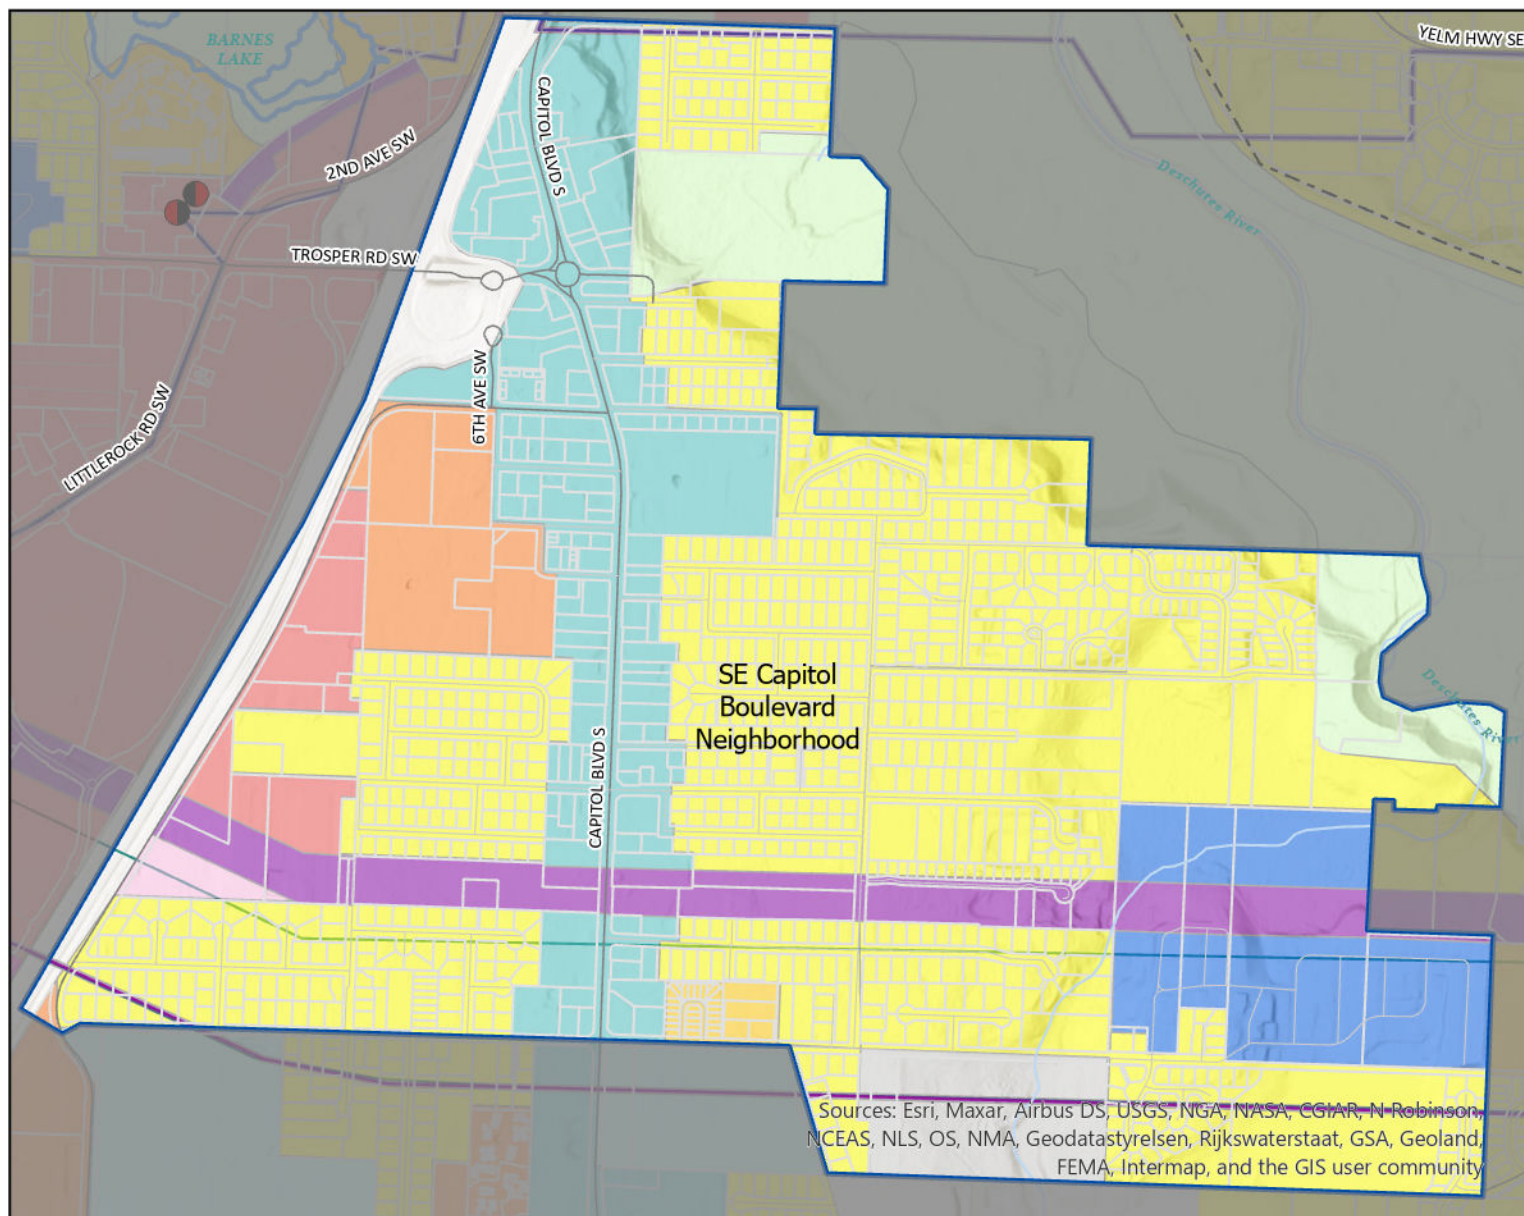 YELM HWY SE
BARNES
LAKE
CAPITOL BLVD S
2ND AVE SW
Deschutes River
TROSPER RD SW
6TH AVE SW
LITTLEROCK RD SW
SE Capitol
Boulevard
Neighborhood
Deschutes River
CAPITOL BLVD S
Sources: Esri, Maxar, Airbus DS, USGS, NGA, NASA, CGIAR, N Robinson,
NCEAS, NLS, OS, NMA, Geodatastyrelsen, Rijkswaterstaat, GSA, Geoland,
FEMA, Intermap, and the GIS user community